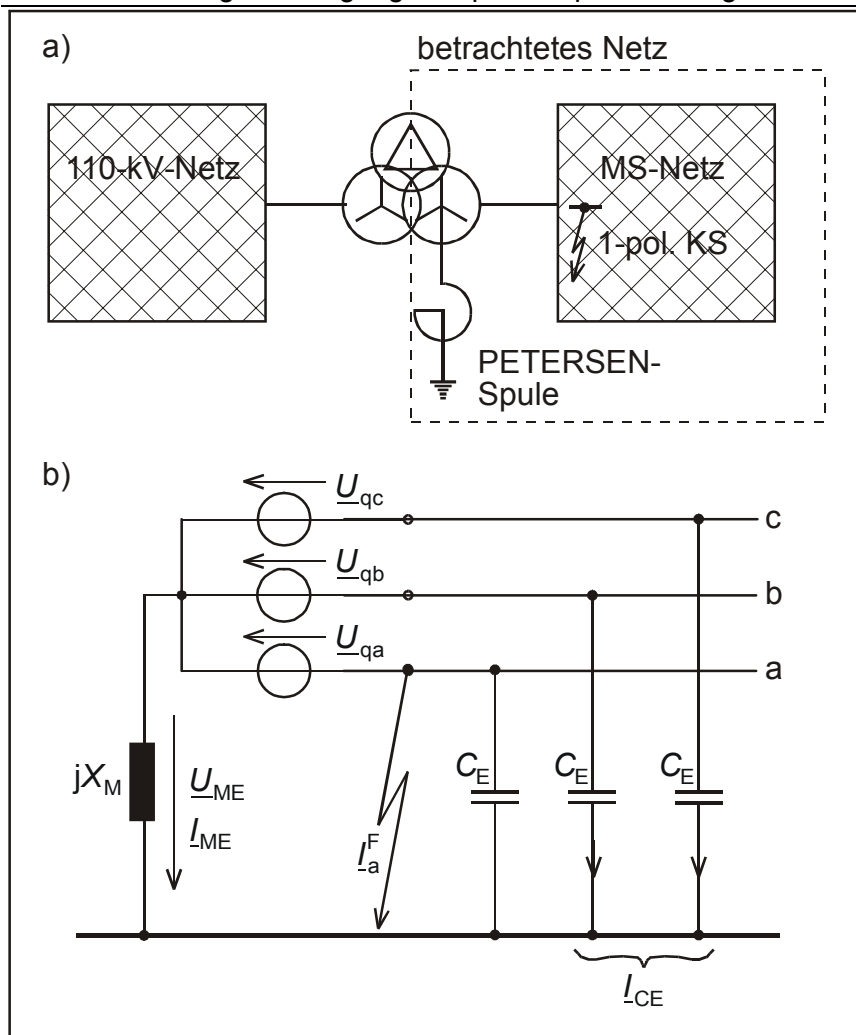 a)
betrachtetes Netz
110-kV-Netz
MS-Netz
1-pol. KS
PETERSEN-
Spule
b)
U_qc
c
U_qb
b
U_qa
a
jX_M
U_ME
I_ME
I_a^F
C_E
C_E
C_E
I_CE